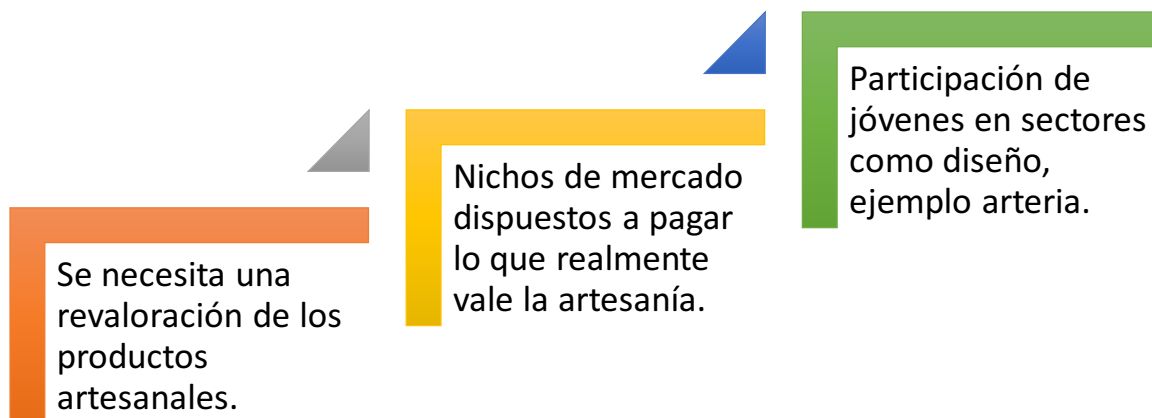 Se necesita una
revaloración de los
productos
artesanales.
Nichos de mercado
dispuestos a pagar
lo que realmente
vale la artesanía.
Participación de
jóvenes en sectores
como diseño,
ejemplo arteria.